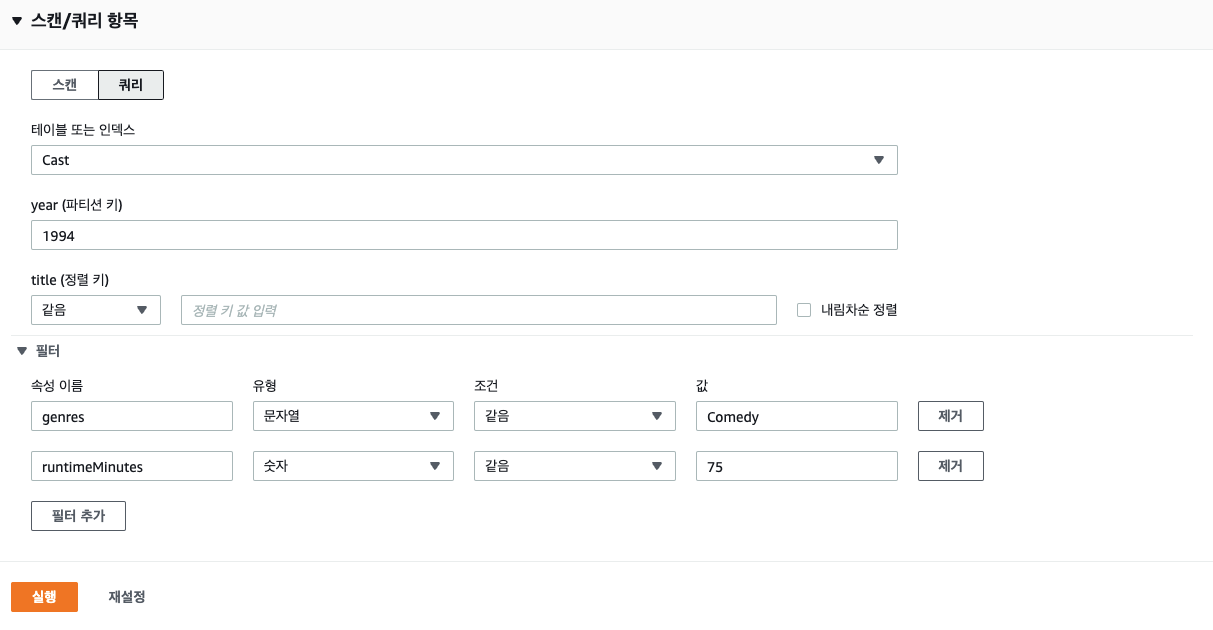 스캔/쿼리 항목
스캔 쿼리
테이블 또는 인덱스
Cast
year (파티션 키)
1994
title (정렬 키)
같음 정렬 키 값 입력 내림차순 정렬
필터
속성 이름 유형 조건 값
genres 문자열 같음 Comedy 제거
runtimeMinutes 숫자 같음 75 제거
필터 추가
실행 재설정